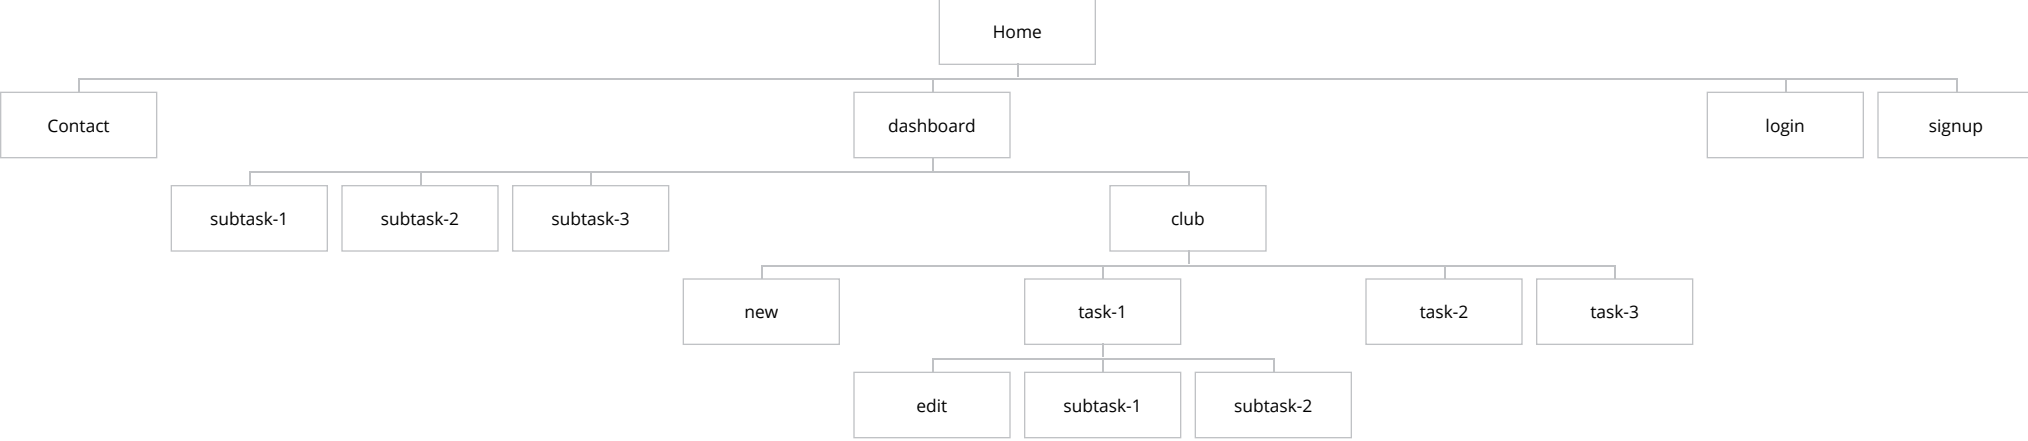 Home
Contact
dashboard
login
signup
subtask-1
subtask-2
subtask-3
club
new
task-1
task-2
task-3
edit
subtask-1
subtask-2